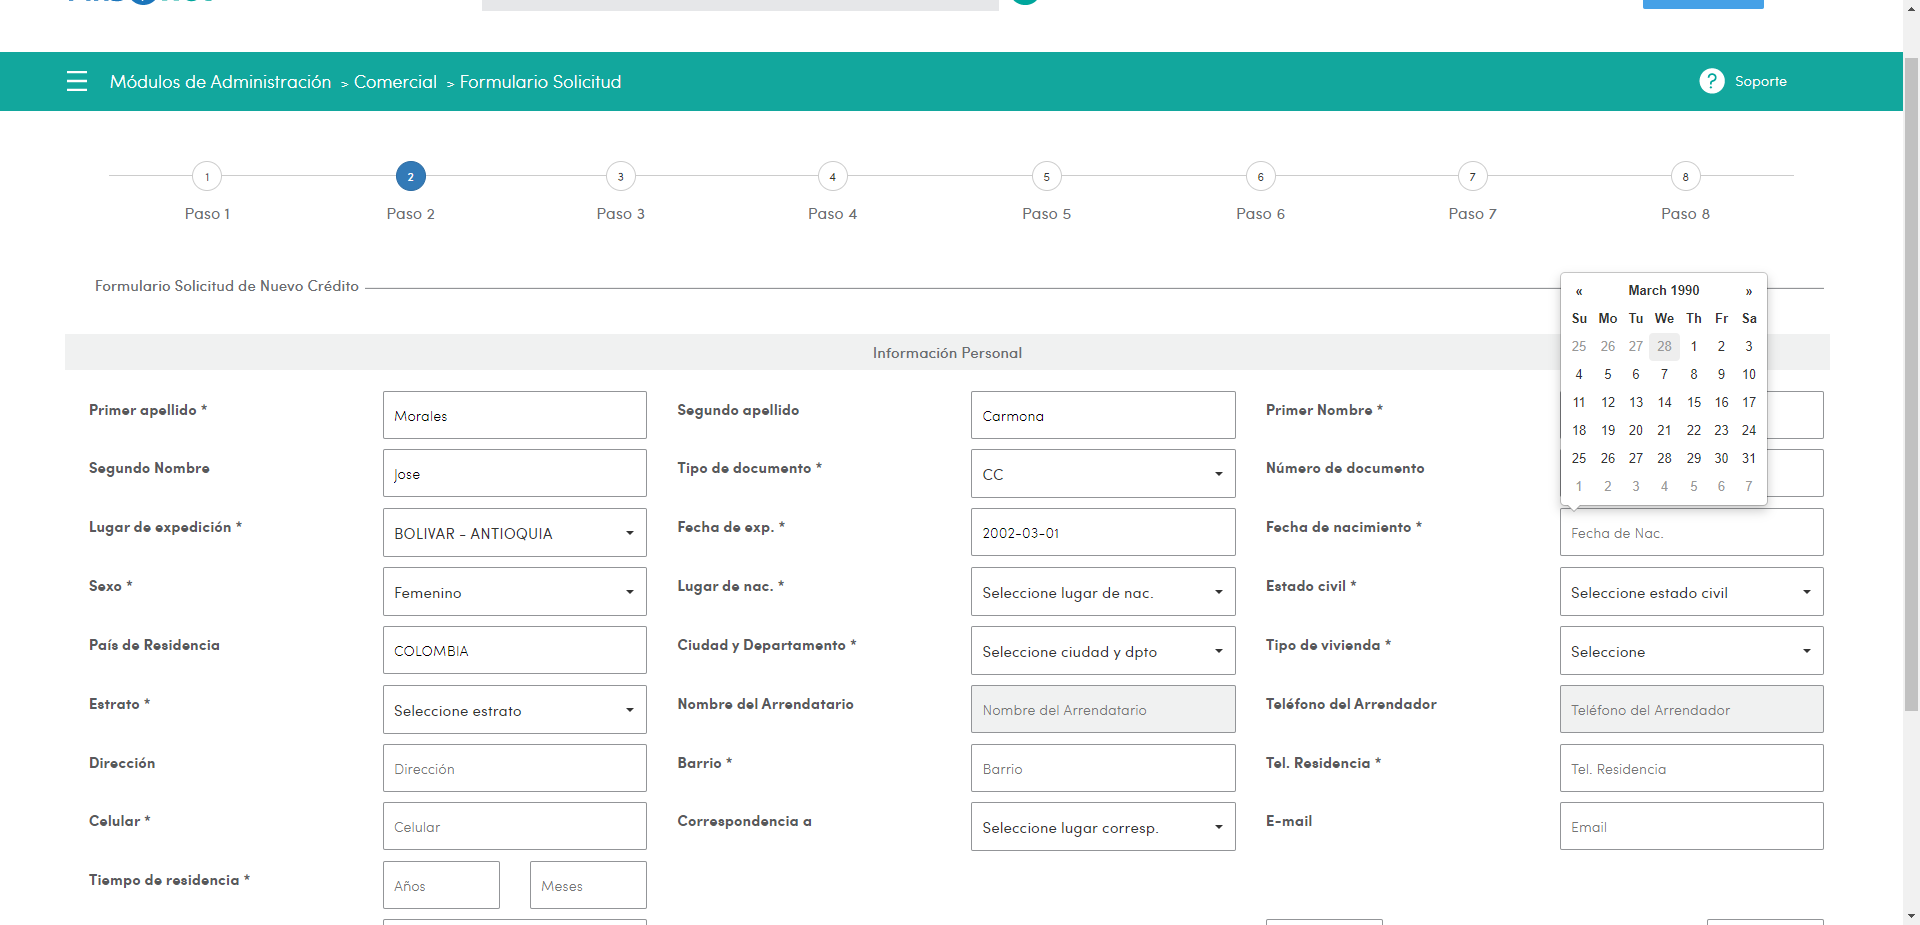 Módulos de Administración > Comercial > Formulario Solicitud
? Soporte
1 2 3 4 5 6 7 8
Paso 1 Paso 2 Paso 3 Paso 4 Paso 5 Paso 6 Paso 7 Paso 8
Formulario Solicitud de Nuevo Crédito
« March 1990 »
Su Mo Tu We Th Fr Sa
25 26 27 28 1 2 3
4 5 6 7 8 9 10
11 12 13 14 15 16 17
18 19 20 21 22 23 24
25 26 27 28 29 30 31
1 2 3 4 5 6 7
Información Personal
Primer apellido * Morales Segundo apellido Carmona Primer Nombre *
Segundo Nombre Jose Tipo de documento * CC Número de documento
Lugar de expedición * BOLIVAR - ANTIOQUIA Fecha de exp. * 2002-03-01 Fecha de nacimiento * Fecha de Nac.
Sexo * Femenino Lugar de nac. * Seleccione lugar de nac. Estado civil * Seleccione estado civil
País de Residencia COLOMBIA Ciudad y Departamento * Seleccione ciudad y dpto Tipo de vivienda * Seleccione
Estrato * Seleccione estrato Nombre del Arrendatario Nombre del Arrendatario Teléfono del Arrendador Teléfono del Arrendador
Dirección Dirección Barrio * Barrio Tel. Residencia * Tel. Residencia
Celular * Celular Correspondencia a Seleccione lugar corresp. E-mail Email
Tiempo de residencia * Años Meses